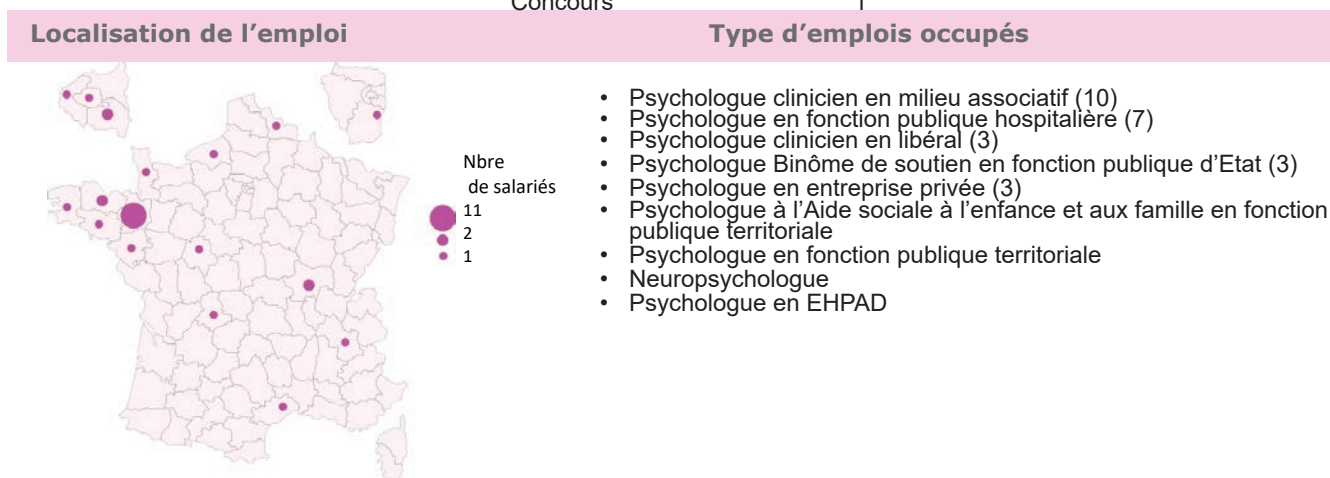 Concours 1
Localisation de l’emploi
Type d’emplois occupés
Nbre
de salariés
11
2
1
• Psychologue clinicien en milieu associatif (10)
• Psychologue en fonction publique hospitalière (7)
• Psychologue clinicien en libéral (3)
• Psychologue Binôme de soutien en fonction publique d’Etat (3)
• Psychologue en entreprise privée (3)
• Psychologue à l’Aide sociale à l’enfance et aux famille en fonction
publique territoriale
• Psychologue en fonction publique territoriale
• Neuropsychologue
• Psychologue en EHPAD